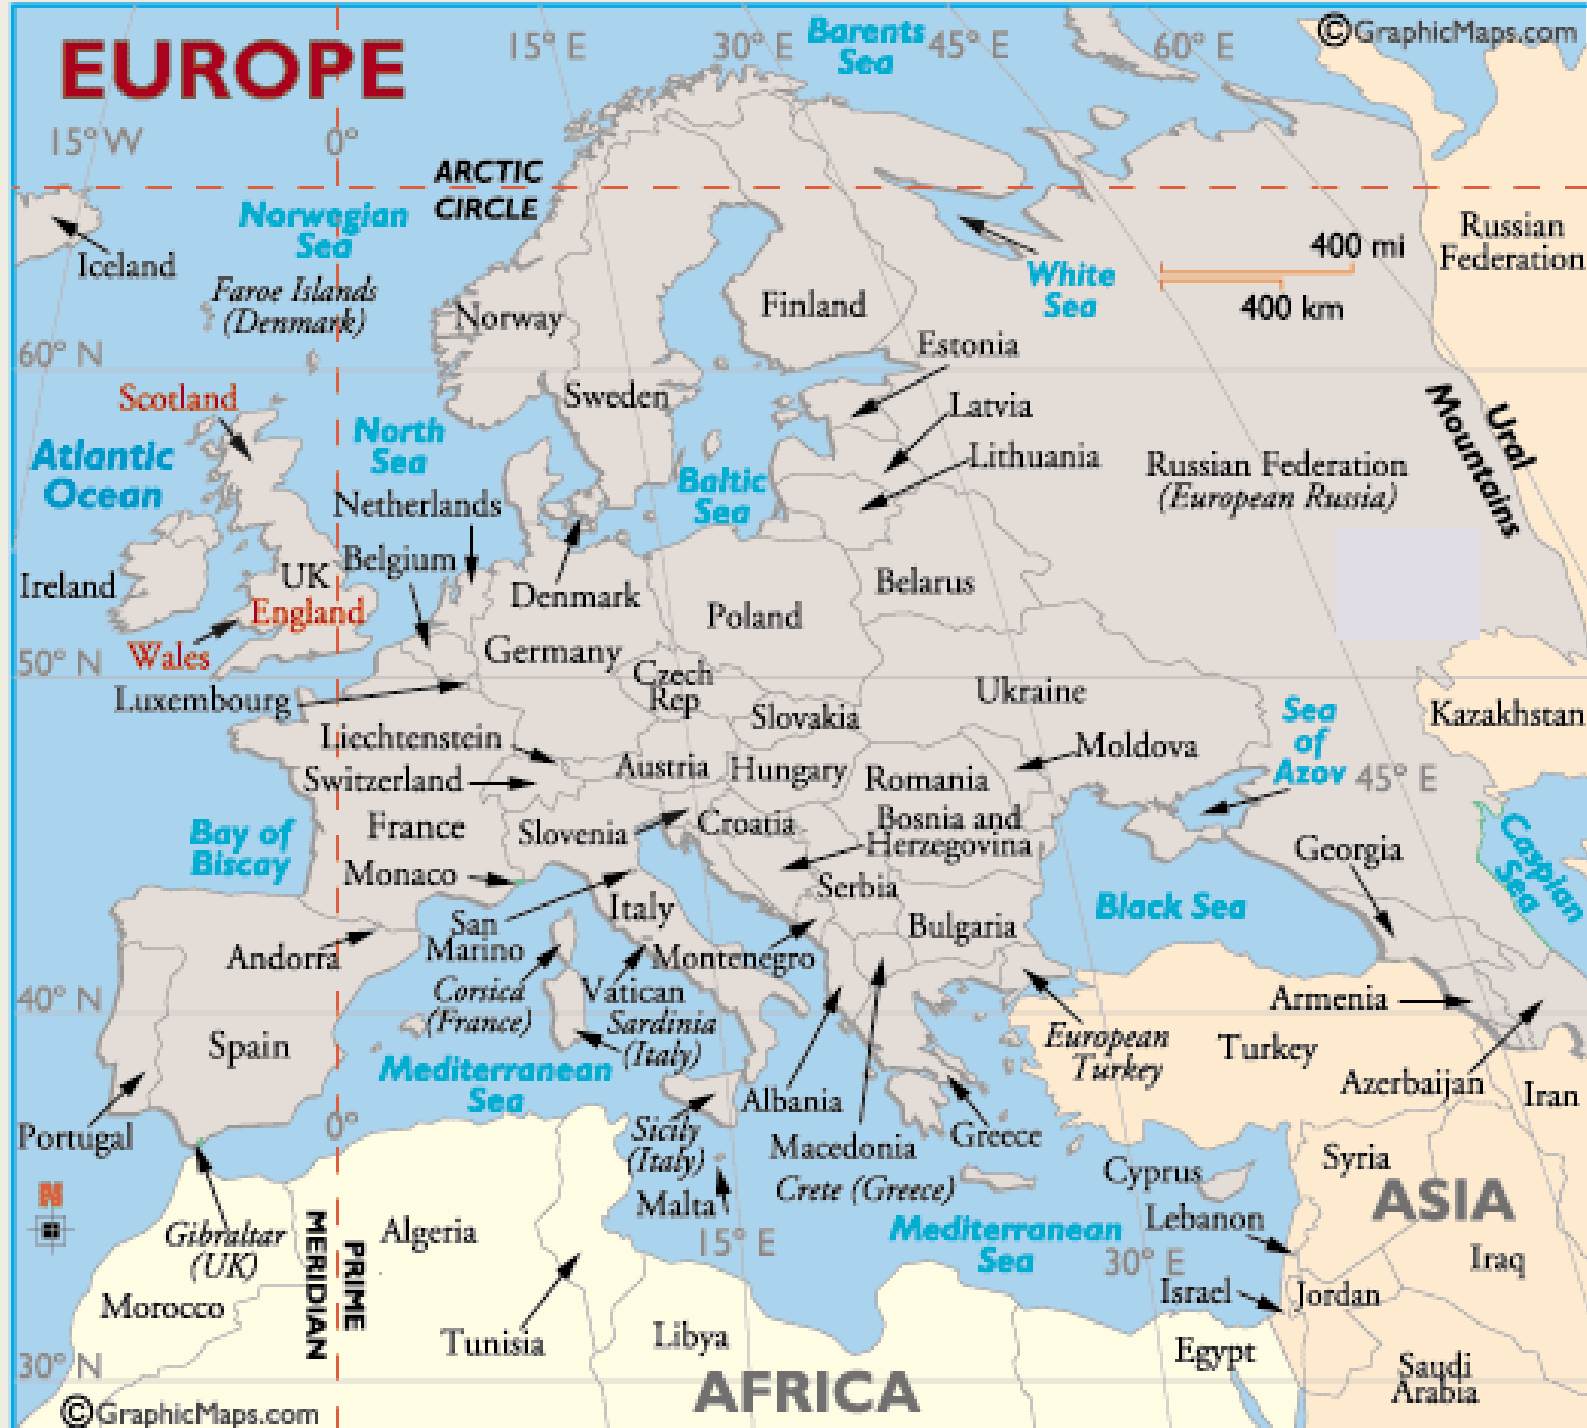 EUROPE
15° E
30° E
Barents
Sea
45° E
60° E
©GraphicMaps.com
15° W
0°
ARCTIC
CIRCLE
Norwegian
Sea
Iceland
Faroe Islands
(Denmark)
Norway
Finland
White
Sea
400 mi
400 km
Russian
Federation
60° N
Estonia
Scotland
Sweden
Latvia
North
Sea
Atlantic
Ocean
Baltic
Sea
Lithuania
Russian Federation
(European Russia)
Ural
Mountains
Netherlands
Belgium
Ireland
UK
England
Wales
Denmark
Poland
Belarus
50° N
Germany
Czech
Rep
Luxembourg
Slovakia
Ukraine
Sea
of
Azov
Kazakhstan
Liechtenstein
Switzerland
Austria
Hungary
Romania
Moldova
45° E
Bay of
Biscay
France
Slovenia
Croatia
Bosnia and
Herzegovina
Georgia
Caspian
Sea
Monaco
Serbia
San
Marino
Italy
Bulgaria
Black Sea
Andorra
Montenegro
Corsica
(France)
Vatican
Sardinia
(Italy)
40° N
Armenia
Spain
European
Turkey
Turkey
Mediterranean
Sea
Albania
Azerbaijan
Iran
Portugal
0°
Sicily
(Italy)
Macedonia
Greece
Cyprus
Syria
ASIA
N
Malta
Crete (Greece)
Lebanon
Gibraltar
(UK)
MERIDIAN
PRIME
Algeria
15° E
Mediterranean
Sea
30° E
Iraq
Israel
Jordan
Morocco
Tunisia
Libya
Egypt
30° N
Saudi
Arabia
AFRICA
©GraphicMaps.com